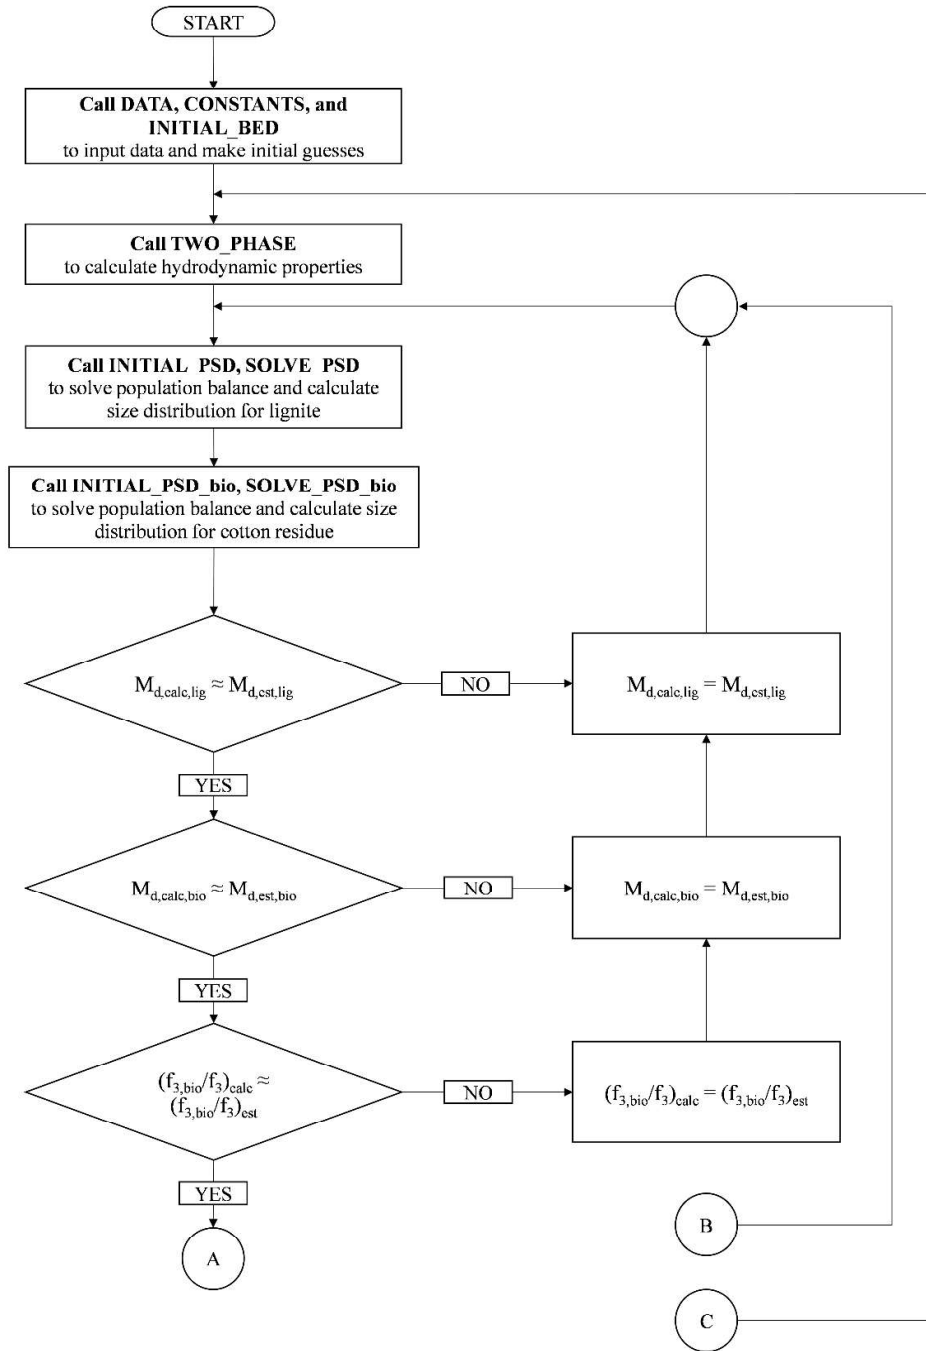 START
Call DATA, CONSTANTS, and
INITIAL_BED
to input data and make initial guesses
Call TWO_PHASE
to calculate hydrodynamic properties
Call INITIAL_PSD, SOLVE_PSD
to solve population balance and calculate
size distribution for lignite
Call INITIAL_PSD_bio, SOLVE_PSD_bio
to solve population balance and calculate size
distribution for cotton residue
M_d,calc,lig ≈ M_d,est,lig
NO
M_d,calc,lig = M_d,est,lig
YES
M_d,calc,bio ≈ M_d,est,bio
NO
M_d,calc,bio = M_d,est,bio
YES
(f_3,bio/f_3)_calc ≈
(f_3,bio/f_3)_est
NO
(f_3,bio/f_3)_calc = (f_3,bio/f_3)_est
YES
A
B
C